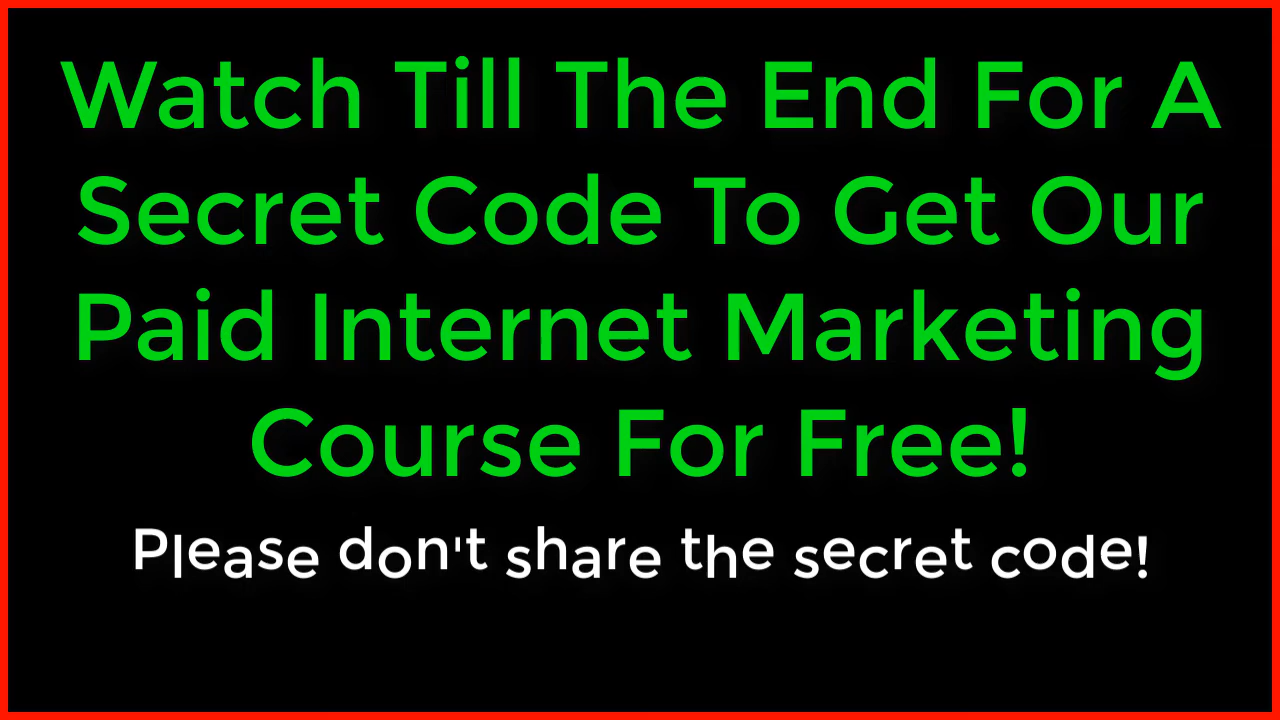 Watch Till The End For A
Secret Code To Get Our
Paid Internet Marketing
Course For Free!
Please don't share the secret code!